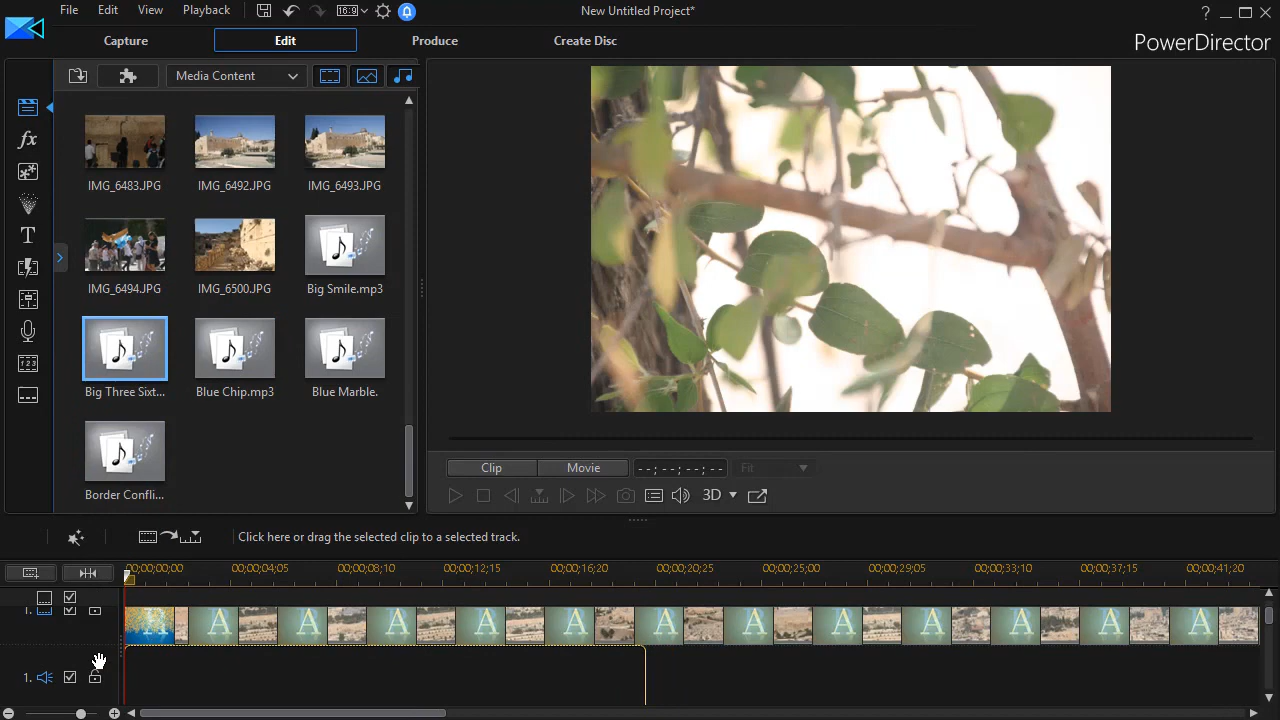 File Edit View Playback 16:9 New Untitled Project* ?
Capture Edit Produce Create Disc PowerDirector
Media Content
IMG_6483.JPG IMG_6492.JPG IMG_6493.JPG
IMG_6494.JPG IMG_6500.JPG Big Smile.mp3
Big Three Sixt... Blue Chip.mp3 Blue Marble.
Border Confli...
fx
T
123
Clip Movie --;--;--;-- Fit
3D
Click here or drag the selected clip to a selected track.
00;00;00;00 00;00;04;05 00;00;08;10 00;00;12;15 00;00;16;20 00;00;20;25 00;00;25;00 00;00;29;05 00;00;33;10 00;00;37;15 00;00;41;20
1. A A A A A A A A A A A A A
1.